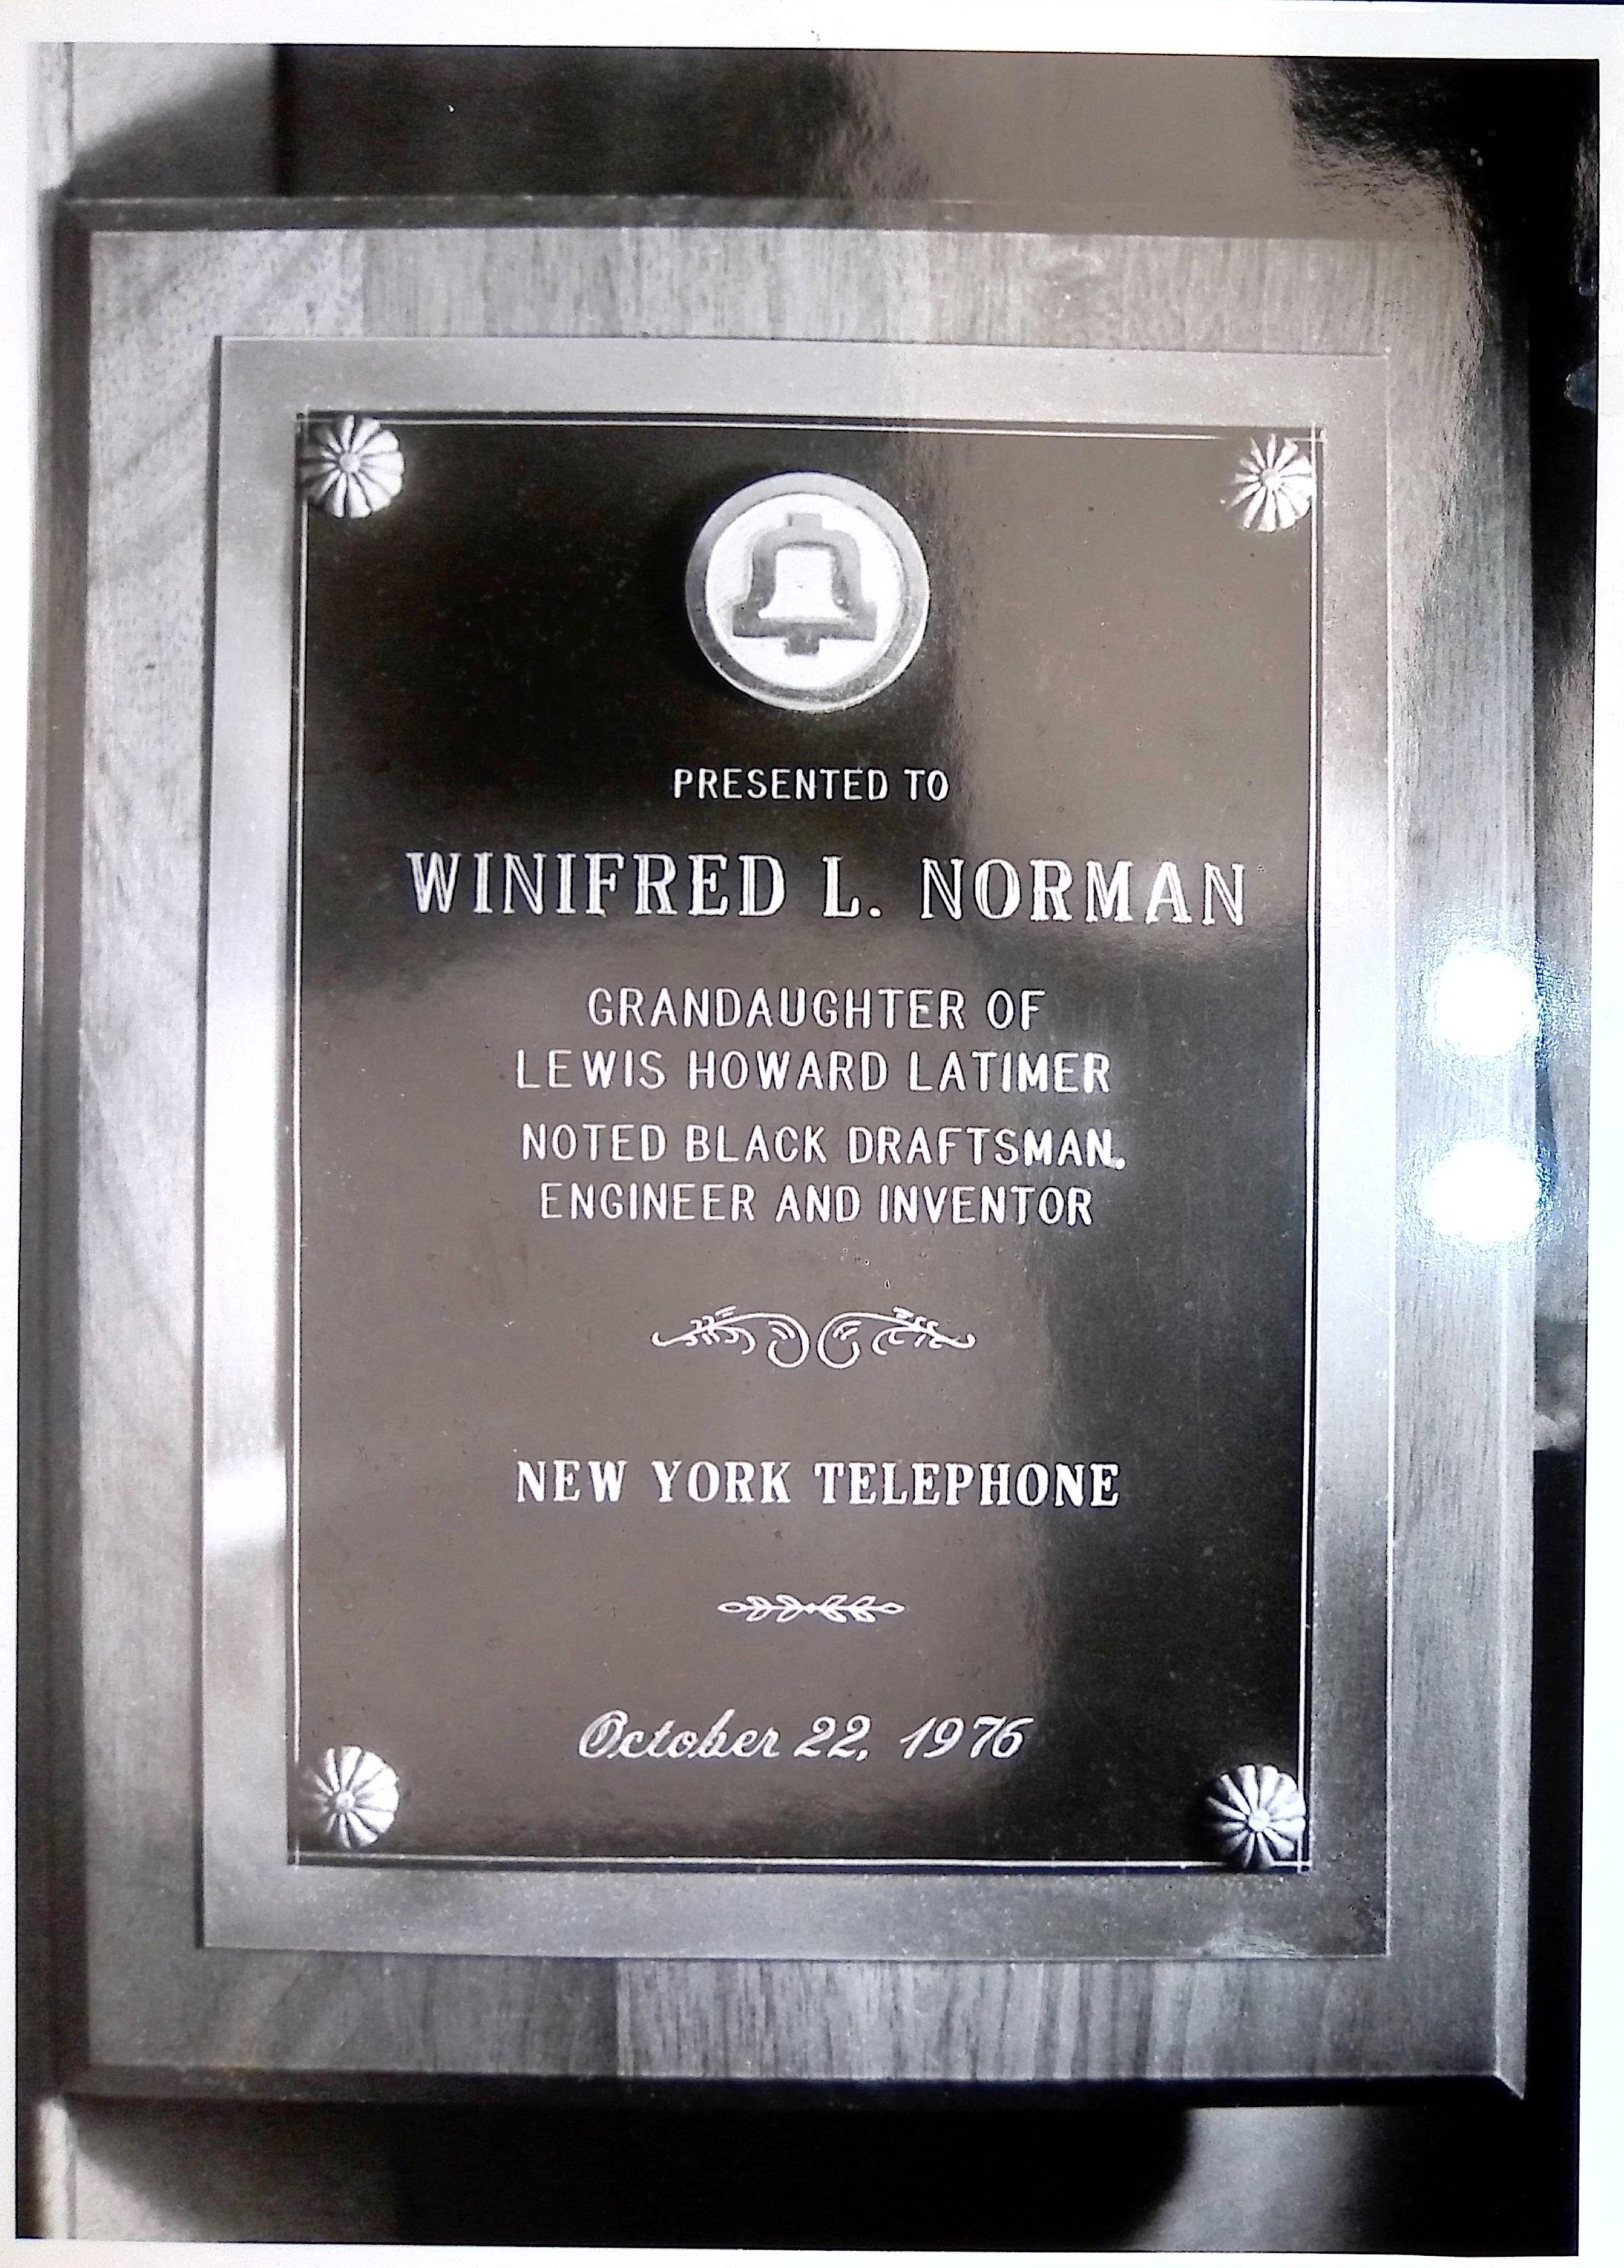 PRESENTED TO
WINIFRED L. NORMAN
GRANDAUGHTER OF
LEWIS HOWARD LATIMER
NOTED BLACK DRAFTSMAN,
ENGINEER AND INVENTOR
NEW YORK TELEPHONE
October 22, 1976